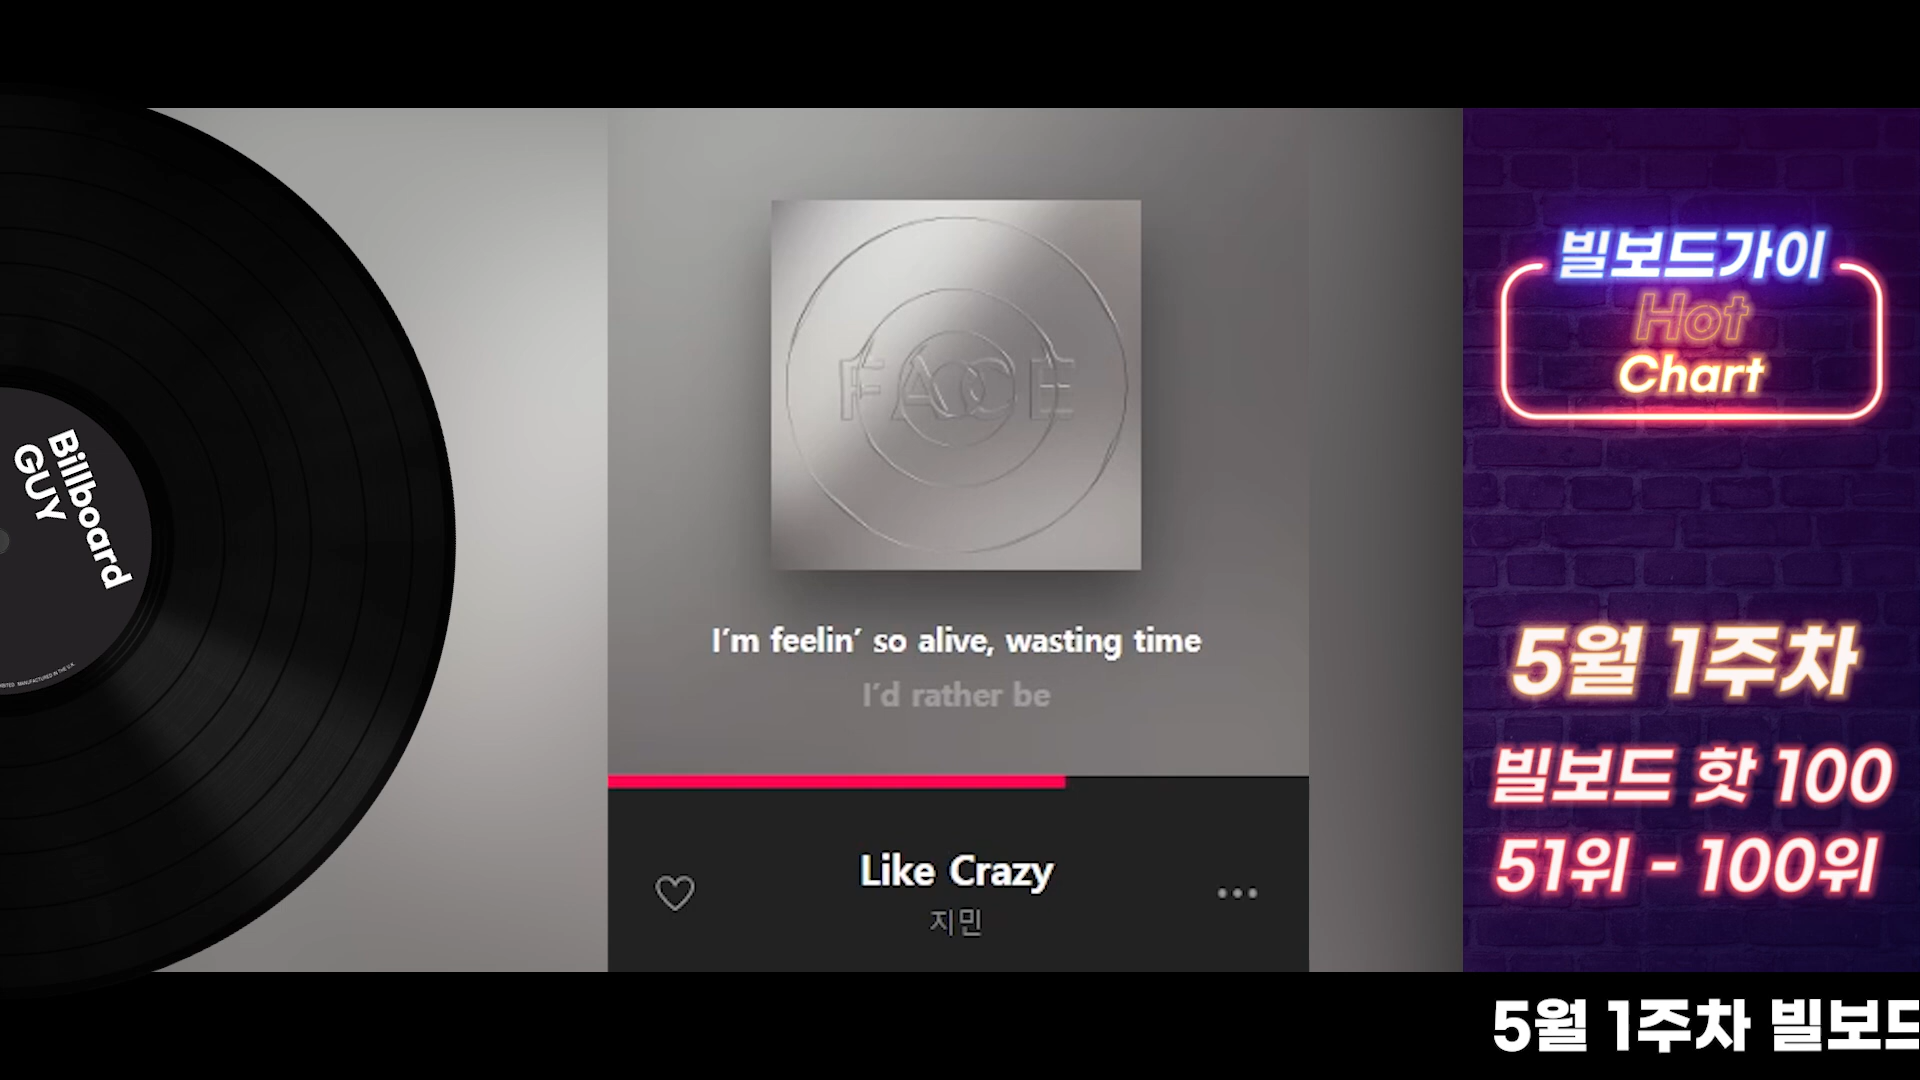 Billboard
GUY
FACE
I'm feelin' so alive, wasting time
I'd rather be
Like Crazy
지민
빌보드가이
Hot
Chart
5월 1주차
빌보드 핫 100
51위 - 100위
5월 1주차 빌보드